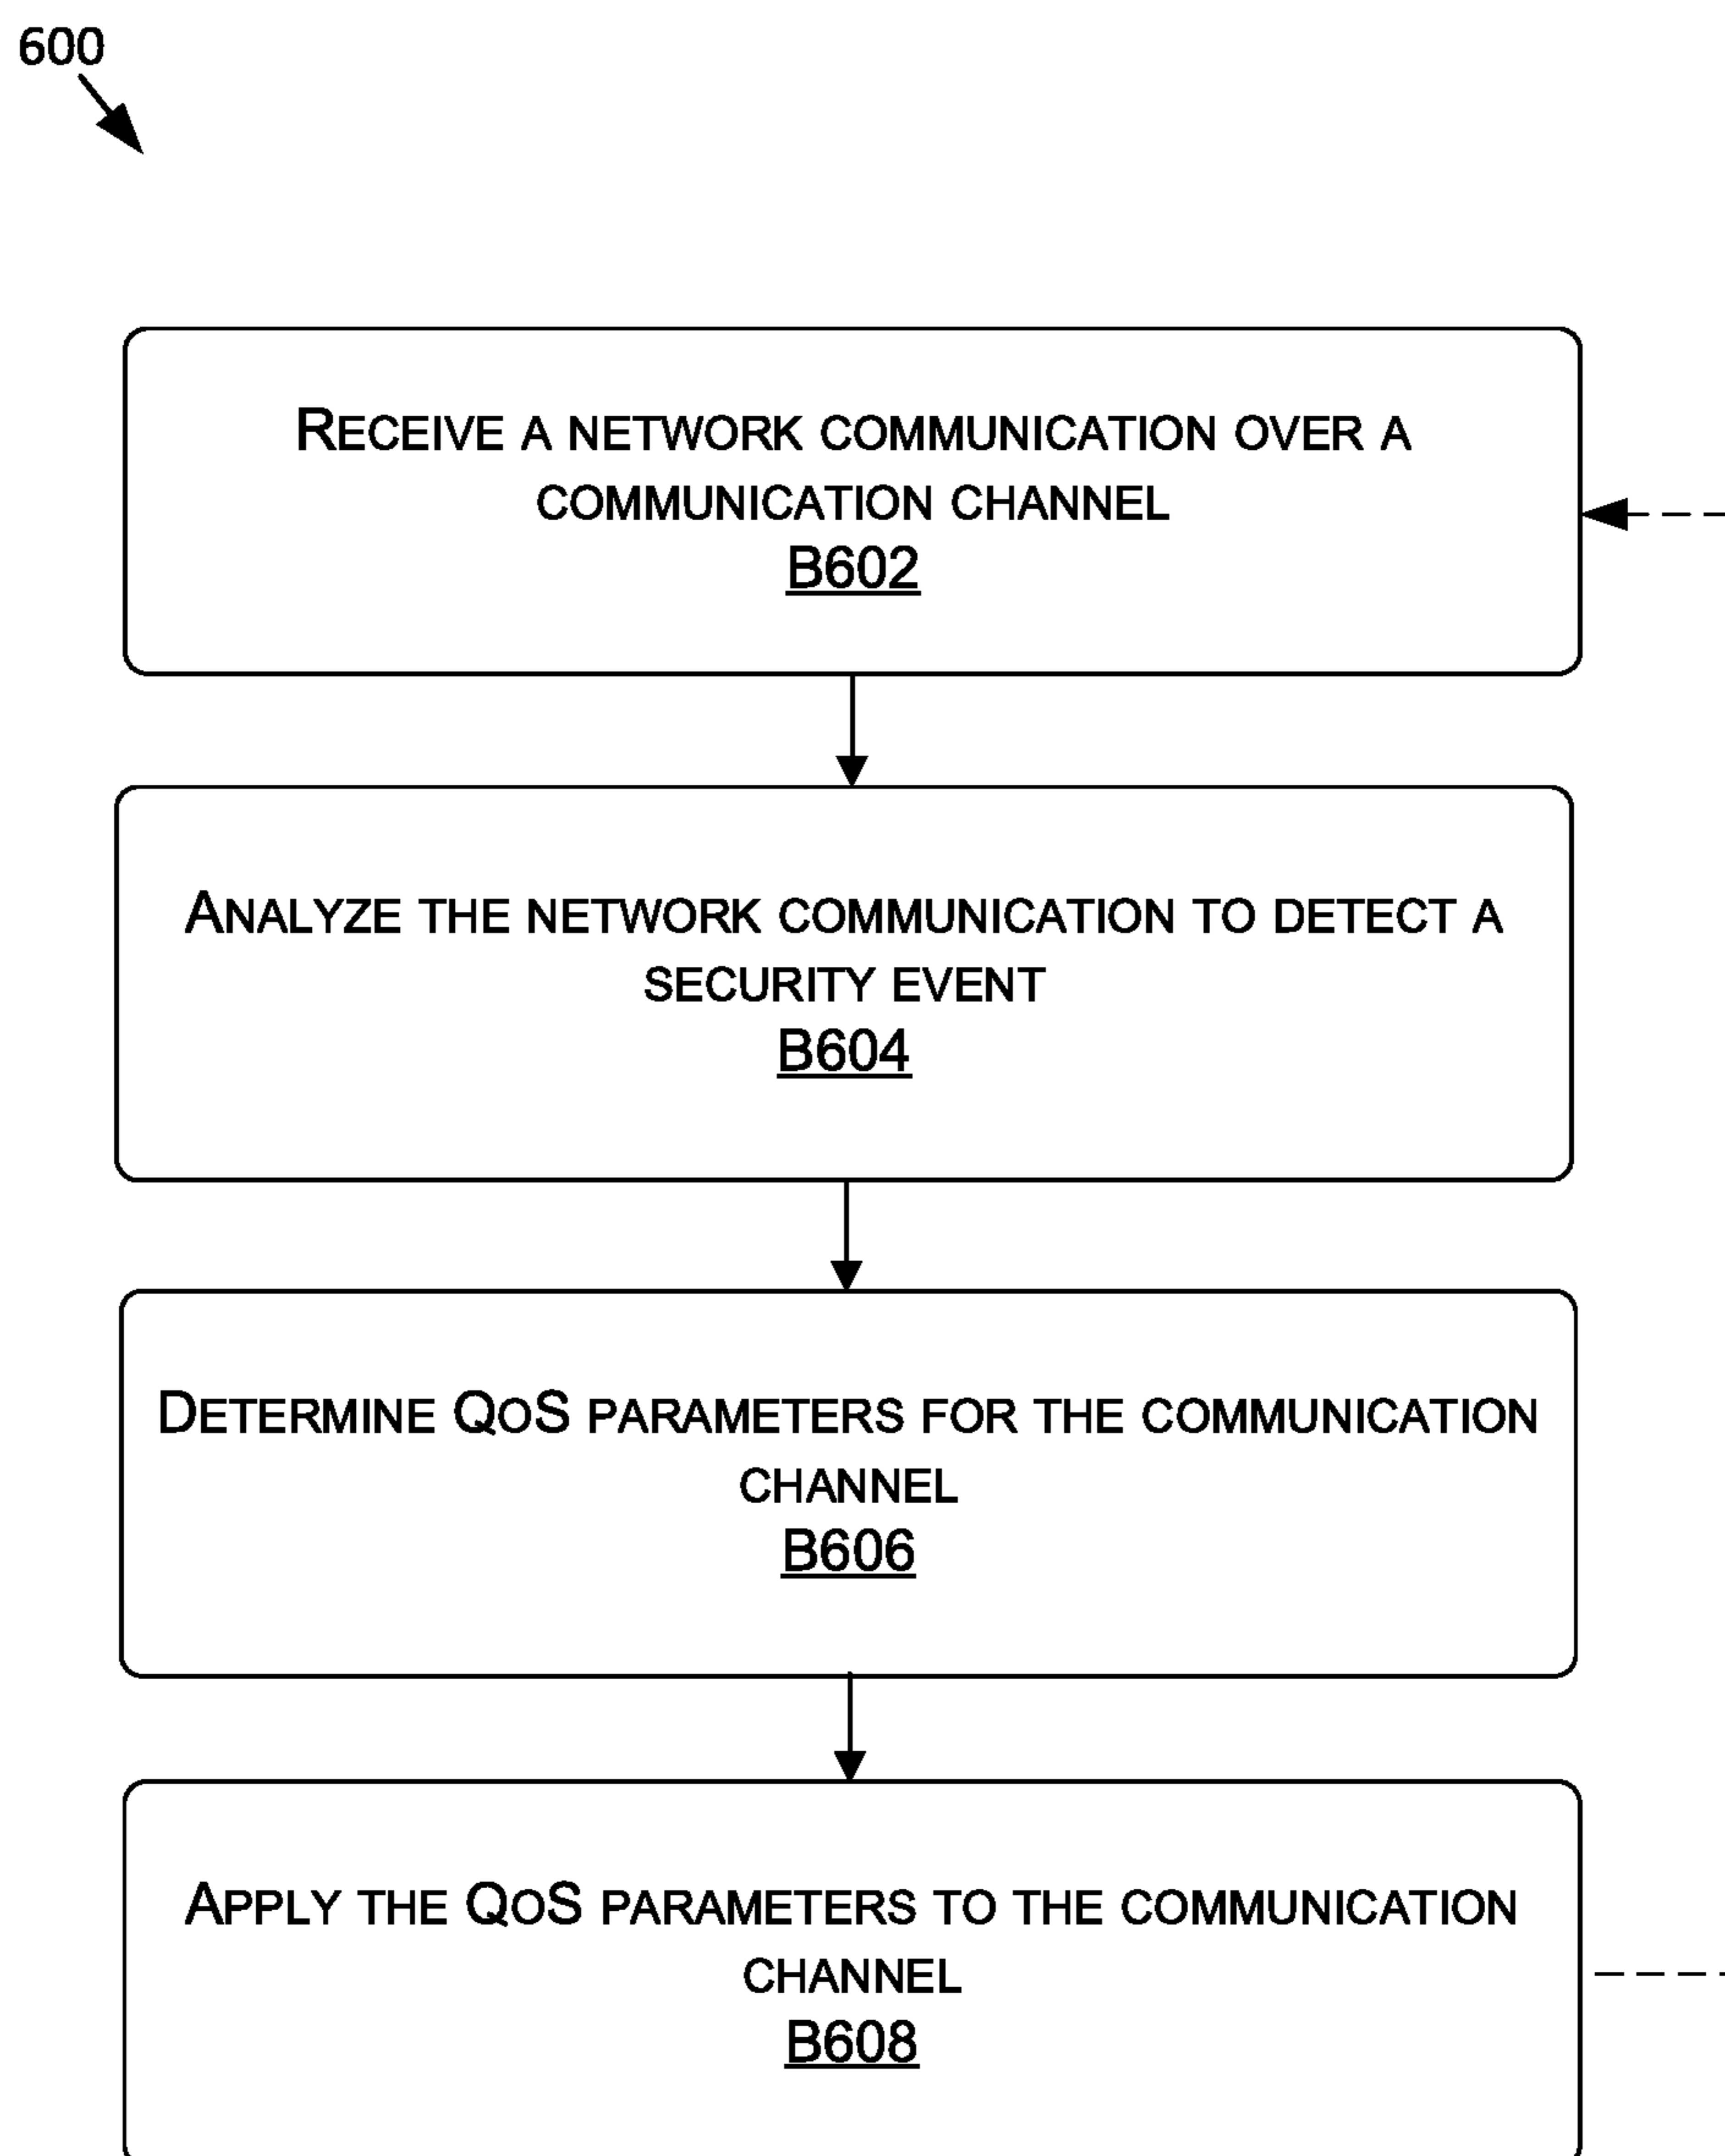 600
RECEIVE A NETWORK COMMUNICATION OVER A
COMMUNICATION CHANNEL
B602
ANALYZE THE NETWORK COMMUNICATION TO DETECT A
SECURITY EVENT
B604
DETERMINE QOS PARAMETERS FOR THE COMMUNICATION
CHANNEL
B606
APPLY THE QOS PARAMETERS TO THE COMMUNICATION
CHANNEL
B608